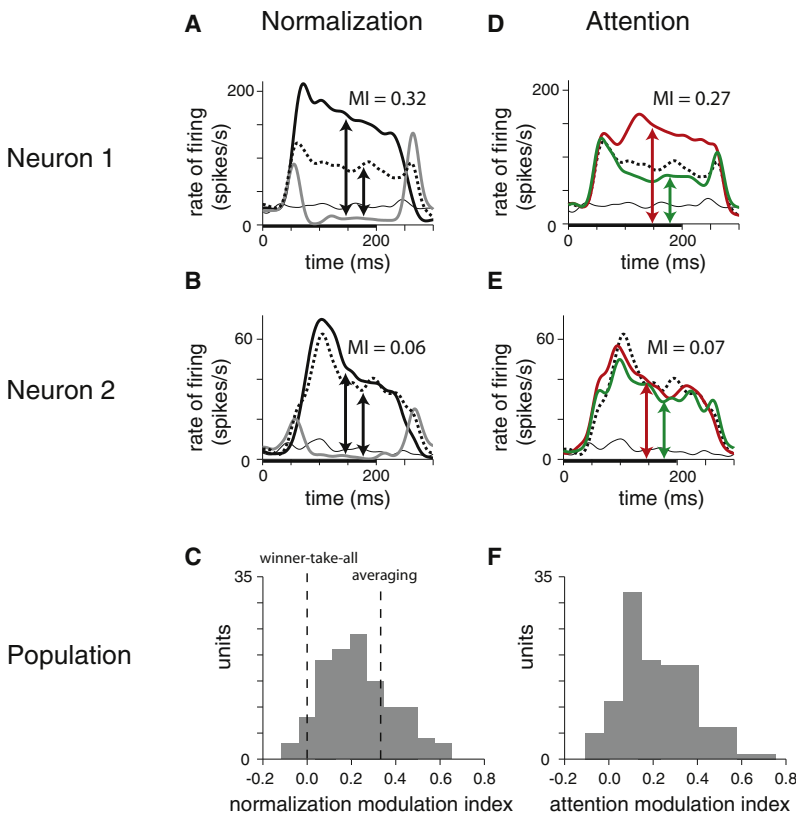 A Normalization
D Attention
Neuron 1
200
0
rate of firing
(spikes/s)
MI = 0.32
0 200
time (ms)
200
0
rate of firing
(spikes/s)
MI = 0.27
0 200
time (ms)
B
E
Neuron 2
60
0
rate of firing
(spikes/s)
MI = 0.06
0 200
time (ms)
60
0
rate of firing
(spikes/s)
MI = 0.07
0 200
time (ms)
C
F
Population
winner-take-all
averaging
35
0
units
-0.2 0.0 0.2 0.4 0.6 0.8
normalization modulation index
35
0
units
-0.2 0.0 0.2 0.4 0.6 0.8
attention modulation index